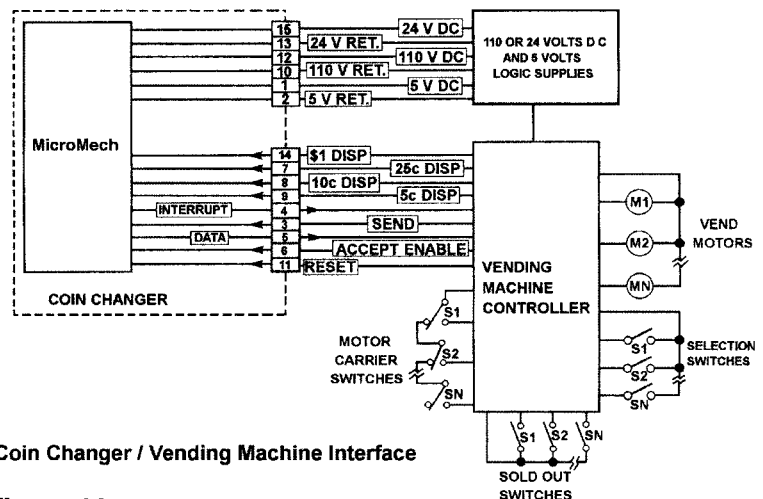 15 24 V DC
13 24 V RET.
12 110 V DC
10 110 V RET.
1 5 V DC
2 5 V RET.
110 OR 24 VOLTS D C
AND 5 VOLTS
LOGIC SUPPLIES
MicroMech
14 $1 DISP
7 25c DISP
8 10c DISP
9 5c DISP
INTERRUPT 4
3 SEND
DATA 5
6 ACCEPT ENABLE
11 RESET
COIN CHANGER
VENDING
MACHINE
CONTROLLER
M1
M2
MN
VEND
MOTORS
S1
S2
SN
MOTOR
CARRIER
SWITCHES
S1
S2
SN
SELECTION
SWITCHES
S1 S2 SN
SOLD OUT
SWITCHES
Coin Changer / Vending Machine Interface